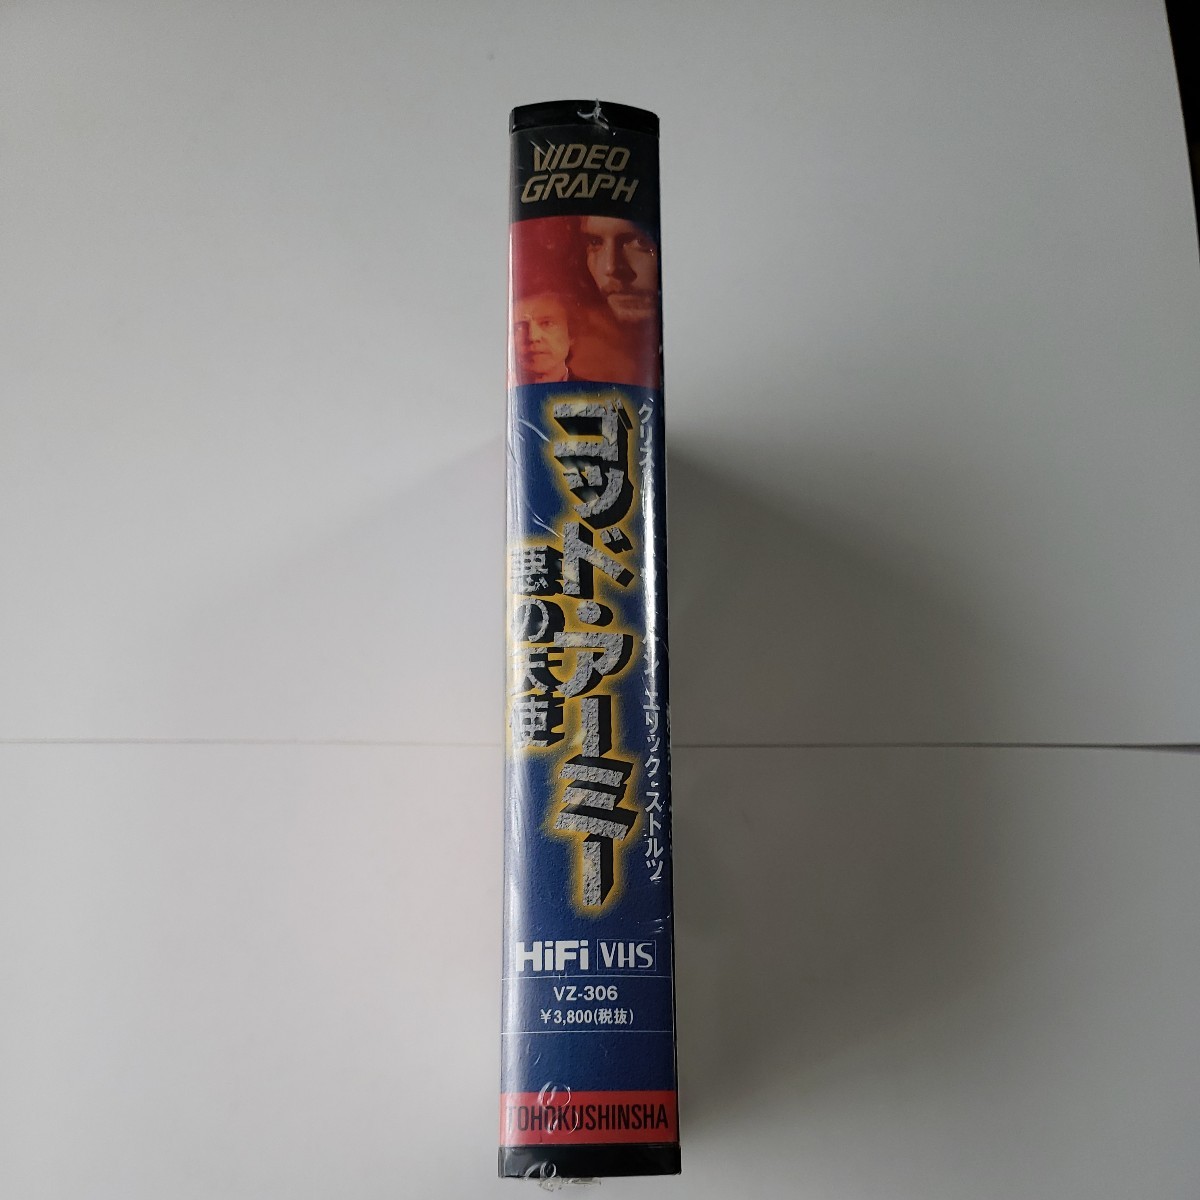 VIDEO
GRAPH
ゴッド・アーミー
悪の天使
エリック・ストルツ
HiFi VHS
VZ-306
¥3,800(税抜)
TOHOKUSHINSHA